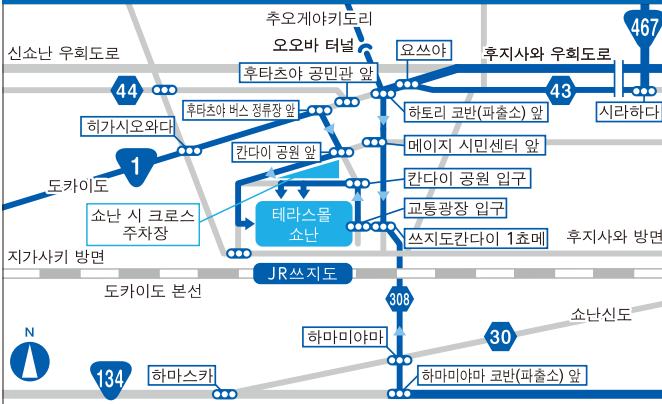 추오게야키도리
467
오오바 터널
요쓰야
신쇼난 우회도로
후지사와 우회도로
후타츠야 공민관 앞
44
43
후타츠야 버스 정류장 앞
하토리 코반(파출소) 앞
시라하다
히가시오와다
칸다이 공원 앞
메이지 시민센터 앞
1
칸다이 공원 입구
도카이도
쇼난 시 크로스
주차장
테라스몰
쇼난
교통광장 입구
쓰지도칸다이 1쵸메
후지사와 방면
지가사키 방면
JR쓰지도
도카이도 본선
308
쇼난신도
N
하마미야마
30
134
하마스카
하마미야마 코반(파출소) 앞